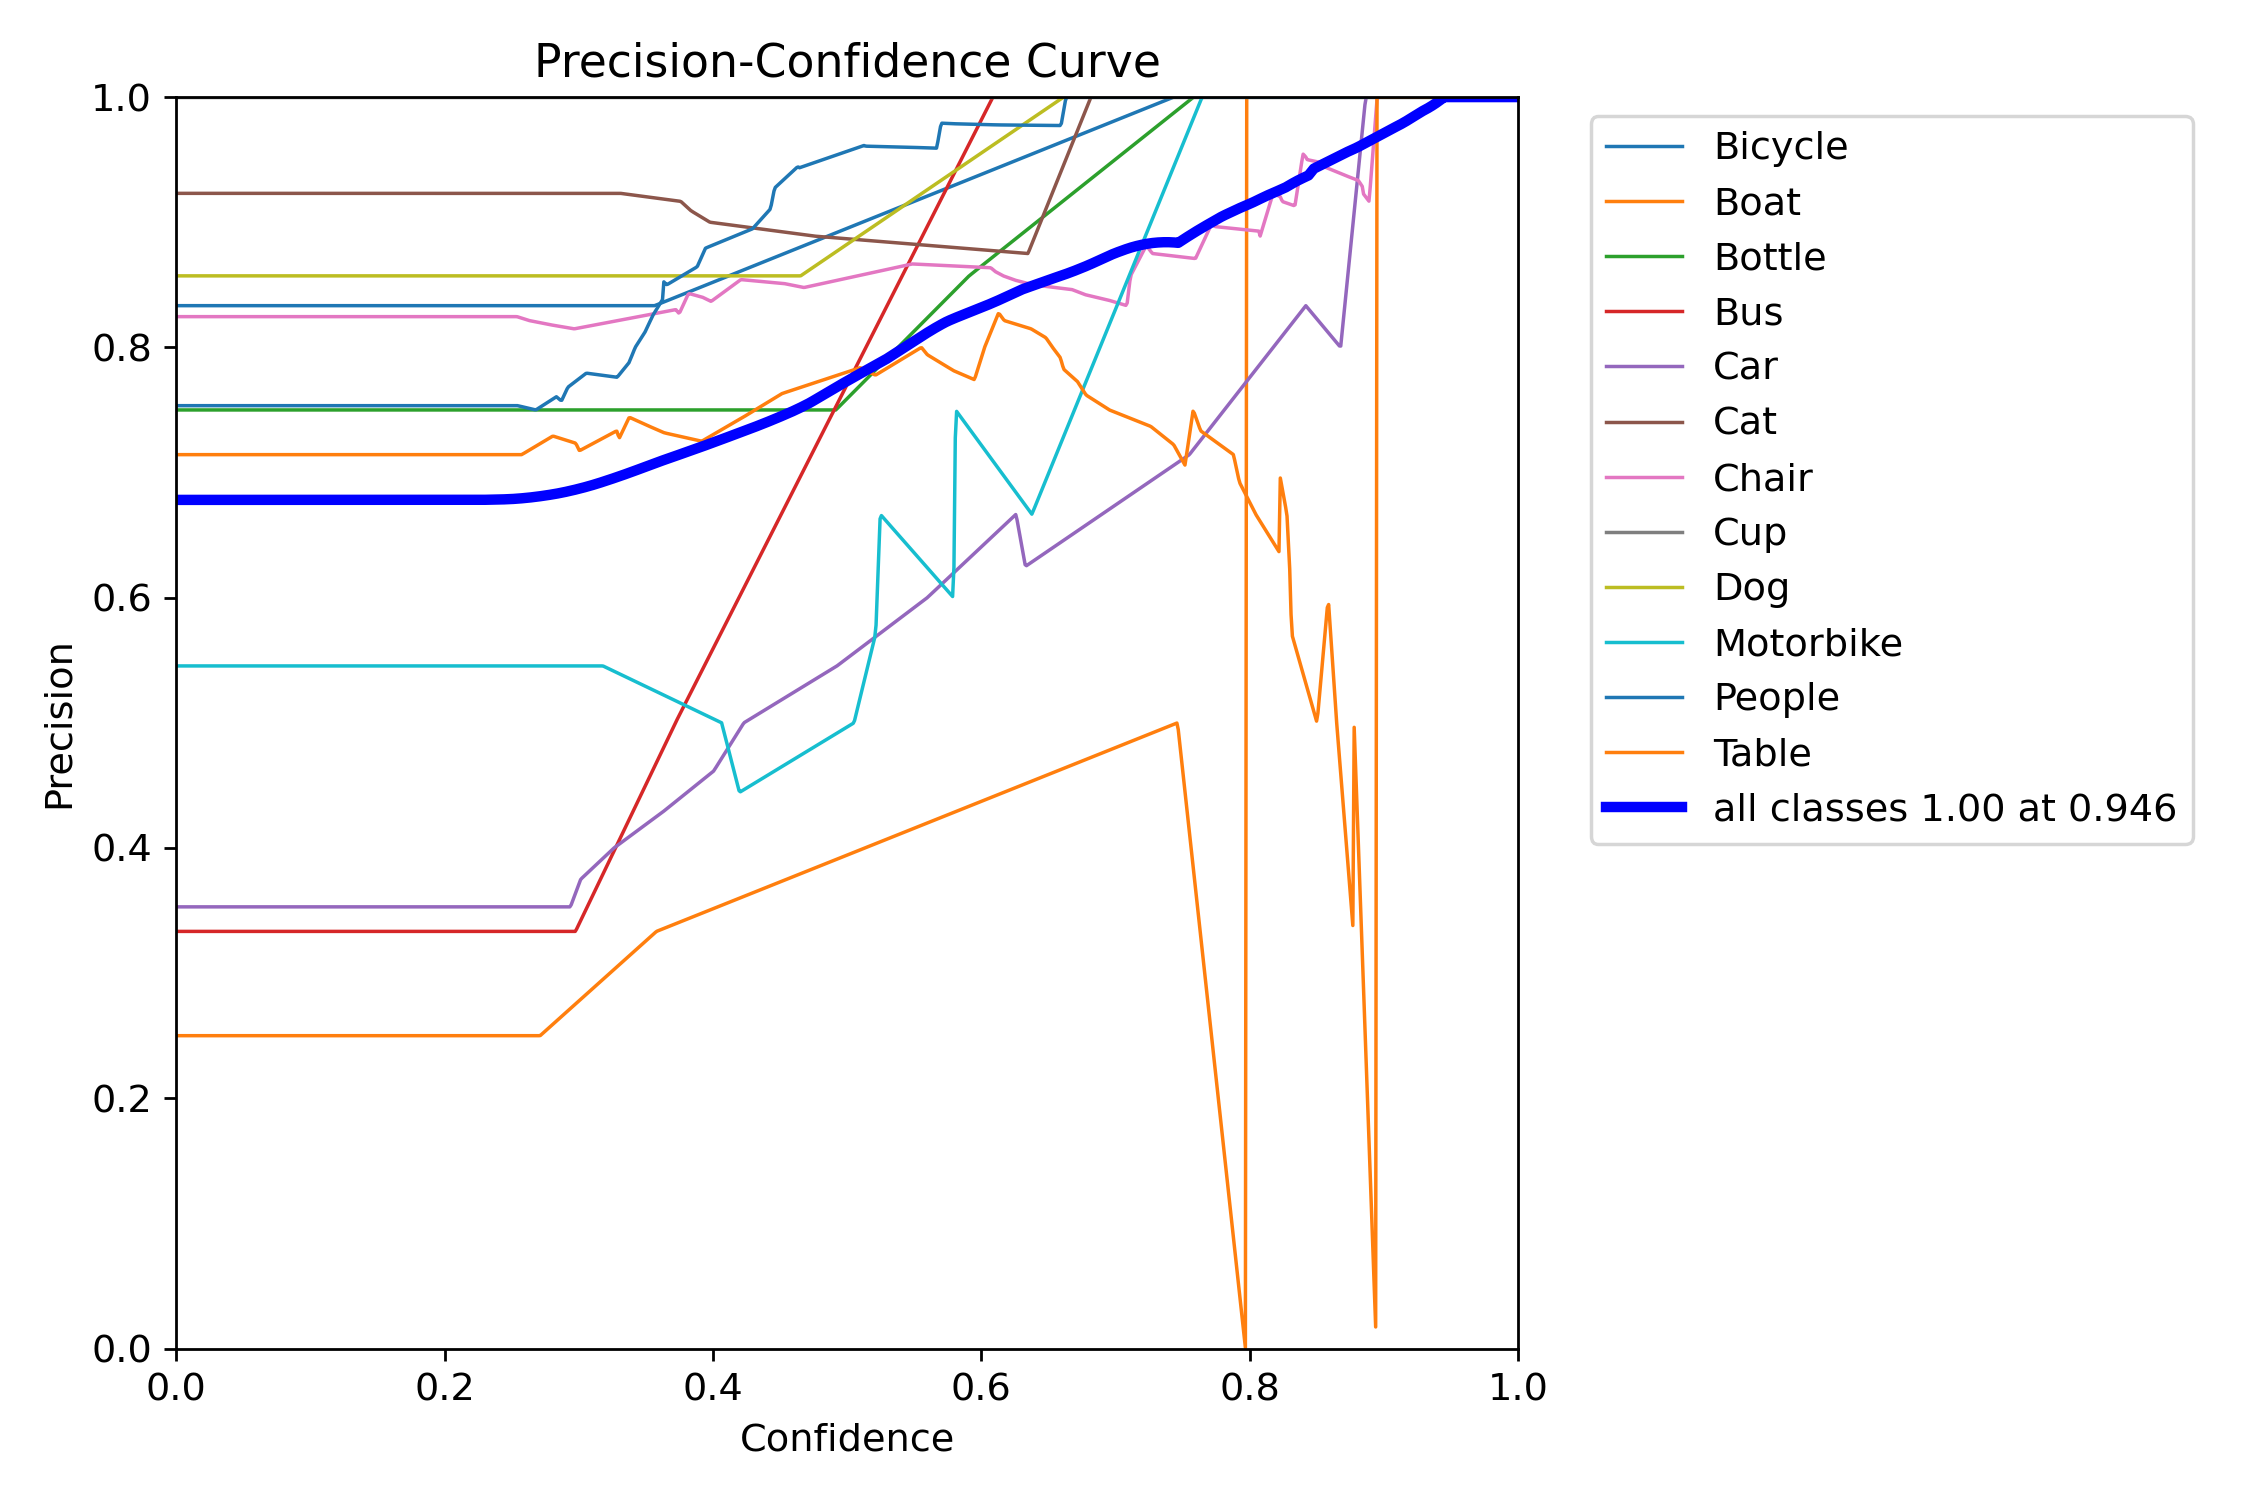 Precision-Confidence Curve
1.0
0.8
0.6
0.4
0.2
0.0
Precision
0.0 0.2 0.4 0.6 0.8 1.0
Confidence
Bicycle
Boat
Bottle
Bus
Car
Cat
Chair
Cup
Dog
Motorbike
People
Table
all classes 1.00 at 0.946